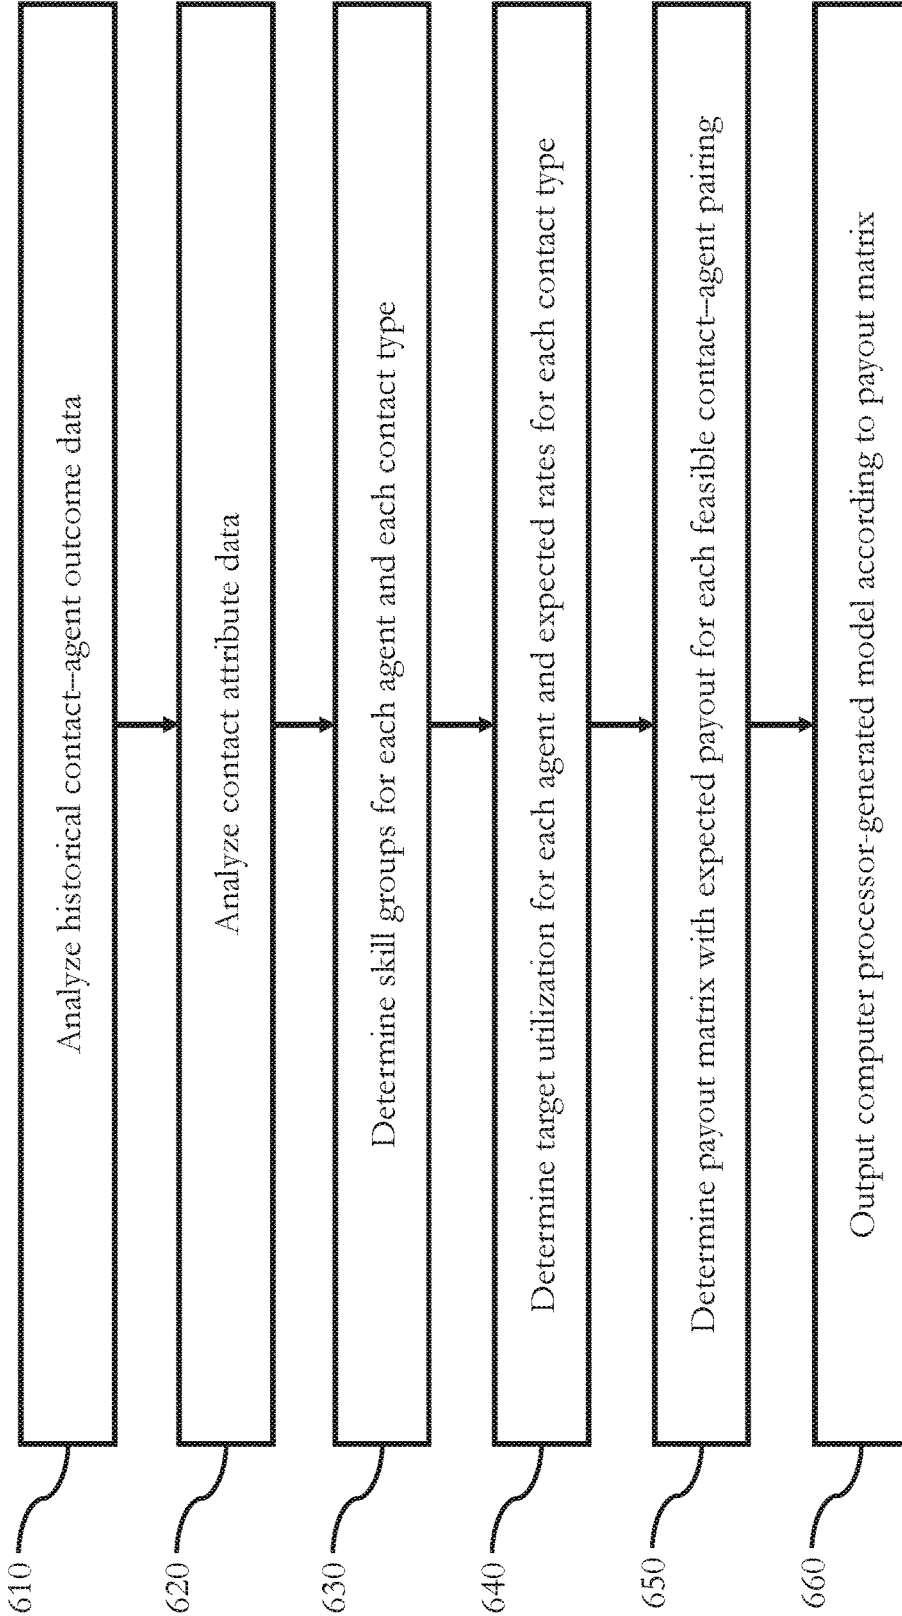 610
Analyze historical contact–agent outcome data
620
Analyze contact attribute data
630
Determine skill groups for each agent and each contact type
640
Determine target utilization for each agent and expected rates for each contact type
650
Determine payout matrix with expected payout for each feasible contact–agent pairing
660
Output computer processor-generated model according to payout matrix